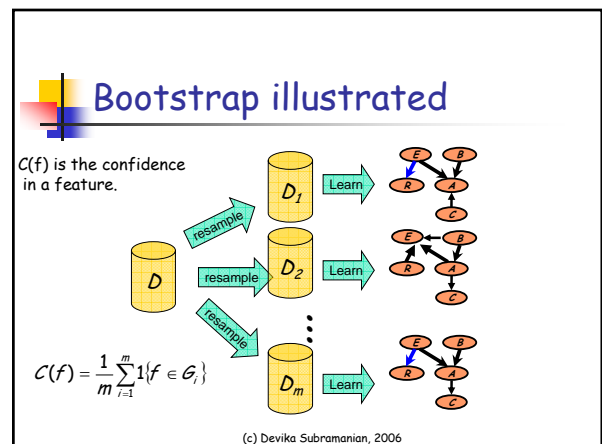 Bootstrap illustrated
C(f) is the confidence
in a feature.
D
resample
resample
resample
D1
D2
Dm
Learn
Learn
Learn
E B
R A
C
E B
R A
C
E B
R A
C
C(f) = 1/m ∑_{i=1}^{m} 1{f ∈ G_i}
(c) Devika Subramanian, 2006